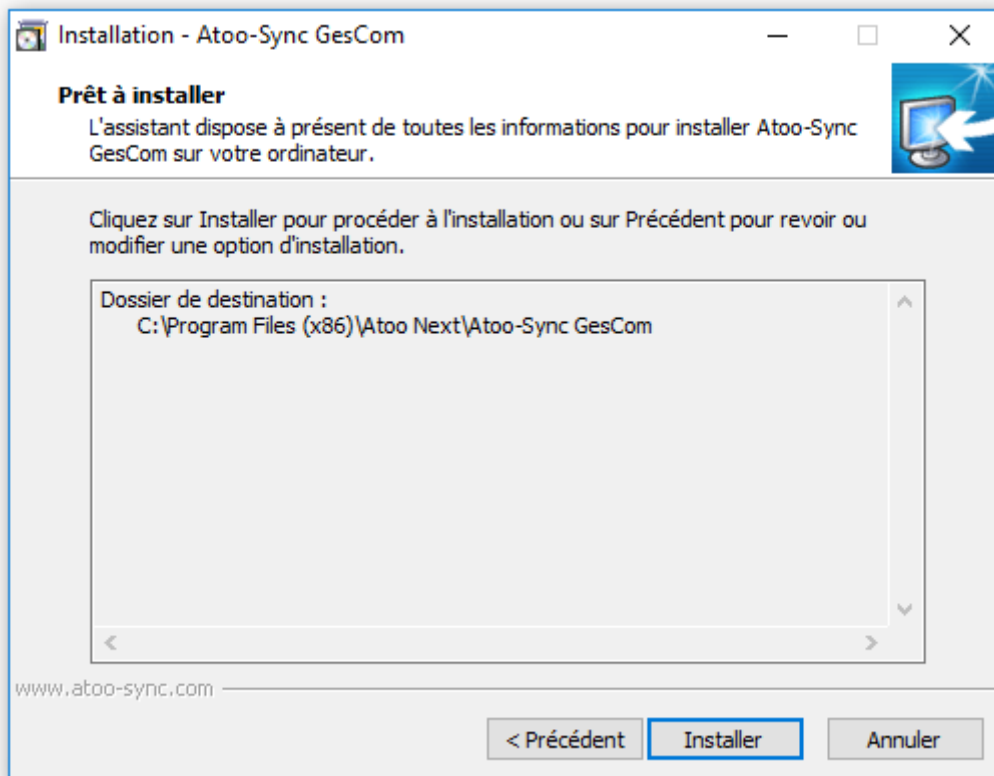 Installation - Atoo-Sync GesCom
Prêt à installer
L'assistant dispose à présent de toutes les informations pour installer Atoo-Sync
GesCom sur votre ordinateur.
Cliquez sur Installer pour procéder à l'installation ou sur Précédent pour revoir ou
modifier une option d'installation.
Dossier de destination :
C:\Program Files (x86)\Atoo Next\Atoo-Sync GesCom
www.atoo-sync.com
< Précédent Installer Annuler